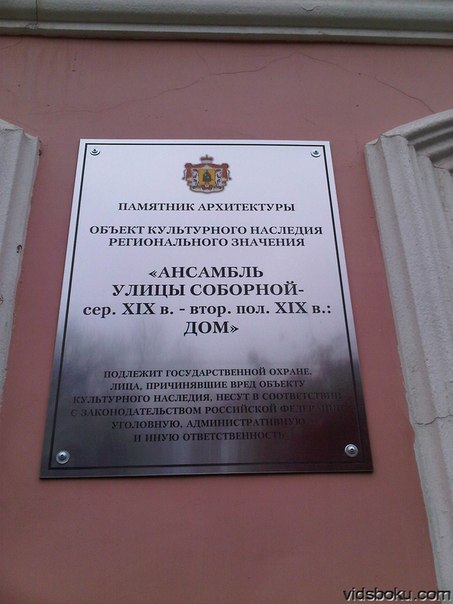 ПАМЯТНИК АРХИТЕКТУРЫ
ОБЪЕКТ КУЛЬТУРНОГО НАСЛЕДИЯ
РЕГИОНАЛЬНОГО ЗНАЧЕНИЯ
«АНСАМБЛЬ
УЛИЦЫ СОБОРНОЙ-
сер. XIX в. - втор. пол. XIX в.:
ДОМ»
ПОДЛЕЖИТ ГОСУДАРСТВЕННОЙ ОХРАНЕ.
ЛИЦА, ПРИЧИНЯВШИЕ ВРЕД ОБЪЕКТУ
КУЛЬТУРНОГО НАСЛЕДИЯ, НЕСУТ В СООТВЕТСТВИИ
С ЗАКОНОДАТЕЛЬСТВОМ РОССИЙСКОЙ ФЕДЕРАЦИИ
УГОЛОВНУЮ, АДМИНИСТРАТИВНУЮ
И ИНУЮ ОТВЕТСТВЕННОСТЬ
vidsboku.com